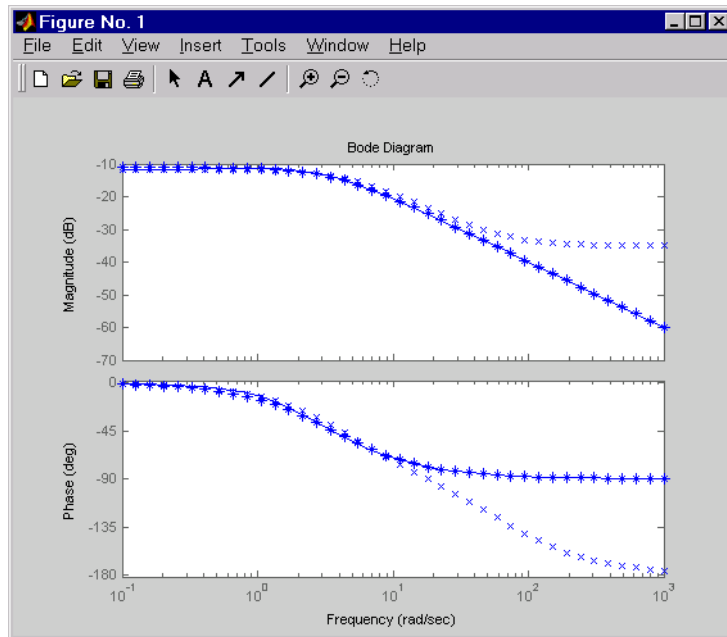 Figure No. 1
File Edit View Insert Tools Window Help
A
Bode Diagram
Magnitude (dB)
-10
-20
-30
-40
-50
-60
-70
Phase (deg)
0
-45
-90
-135
-180
10^-1 10^0 10^1 10^2 10^3
Frequency (rad/sec)